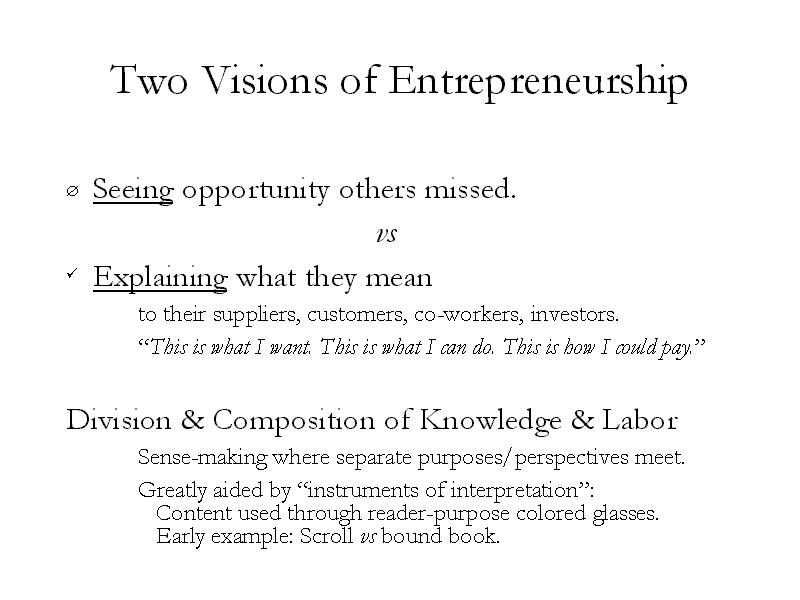 Two Visions of Entrepreneurship
∅ Seeing opportunity others missed.
vs
✓ Explaining what they mean
to their suppliers, customers, co-workers, investors.
“This is what I want. This is what I can do. This is how I could pay.”
Division & Composition of Knowledge & Labor
Sense-making where separate purposes/perspectives meet.
Greatly aided by “instruments of interpretation”:
Content used through reader-purpose colored glasses.
Early example: Scroll vs bound book.